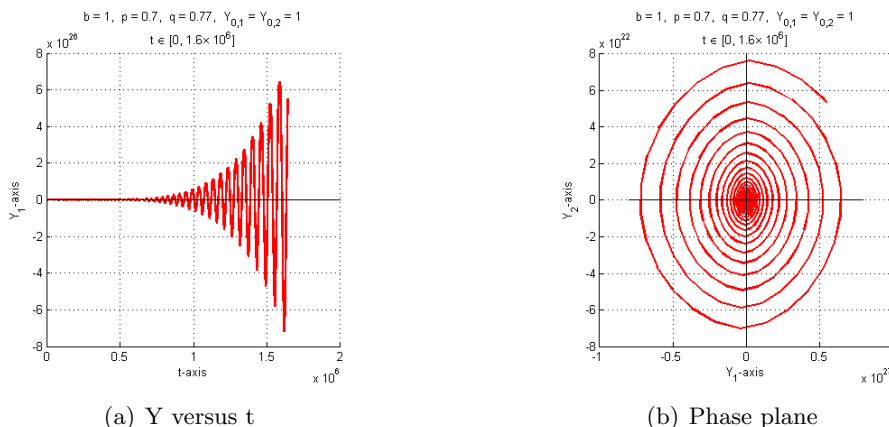 b = 1, p = 0.7, q = 0.77, Y0,1 = Y0,2 = 1
t ∈ [0, 1.6× 10^6]
x 10^26
8
6
4
2
0
-2
-4
-6
-8
Y1-axis
0 0.5 1 1.5 2
t-axis
x 10^6
(a) Y versus t
b = 1, p = 0.7, q = 0.77, Y0,1 = Y0,2 = 1
t ∈ [0, 1.6× 10^6]
x 10^22
8
6
4
2
0
-2
-4
-6
-8
Y2-axis
-1 -0.5 0 0.5
Y1-axis
(b) Phase plane